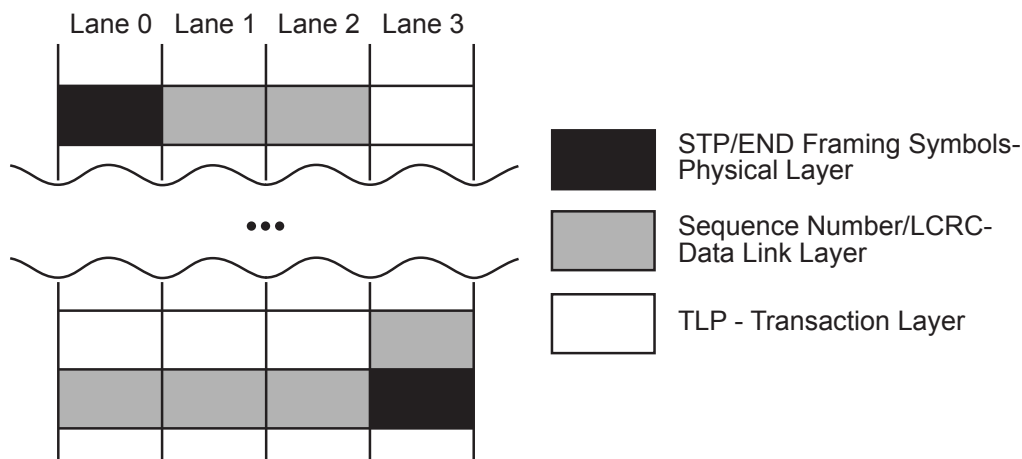 Lane 0 Lane 1 Lane 2 Lane 3
STP/END Framing Symbols-
Physical Layer
Sequence Number/LCRC-
Data Link Layer
TLP - Transaction Layer